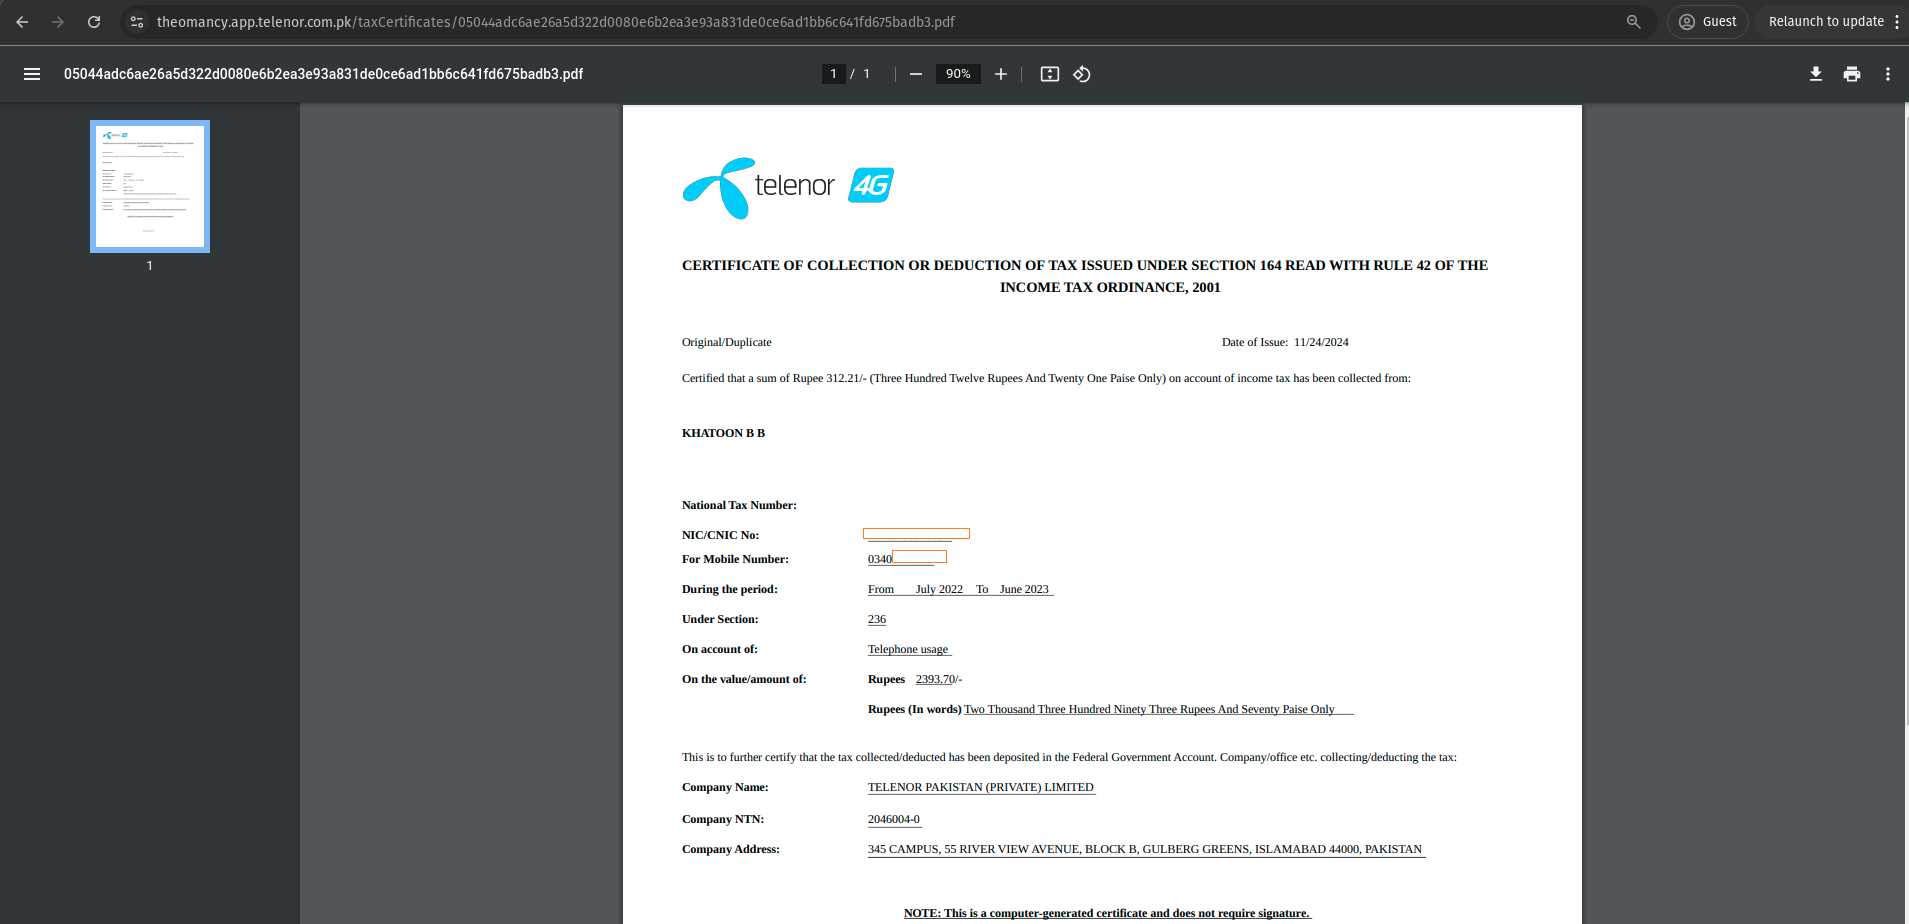 theomancy.app.telenor.com.pk/taxCertificates/05044adc6ae26a5d322d0080e6b2ea3e93a831de0ce6ad1bb6c641fd675badb3.pdf
Guest
Relaunch to update
05044adc6ae26a5d322d0080e6b2ea3e93a831de0ce6ad1bb6c641fd675badb3.pdf
1 / 1
90%
1
telenor 4G
CERTIFICATE OF COLLECTION OR DEDUCTION OF TAX ISSUED UNDER SECTION 164 READ WITH RULE 42 OF THE
INCOME TAX ORDINANCE, 2001
Original/Duplicate Date of Issue: 11/24/2024
Certified that a sum of Rupee 312.21/- (Three Hundred Twelve Rupees And Twenty One Paise Only) on account of income tax has been collected from:
KHATOON B B
National Tax Number:
NIC/CNIC No:
For Mobile Number: 0340
During the period: From July 2022 To June 2023
Under Section: 236
On account of: Telephone usage
On the value/amount of: Rupees 2393.70/-
Rupees (In words) Two Thousand Three Hundred Ninety Three Rupees And Seventy Paise Only
This is to further certify that the tax collected/deducted has been deposited in the Federal Government Account. Company/office etc. collecting/deducting the tax:
Company Name: TELENOR PAKISTAN (PRIVATE) LIMITED
Company NTN: 2046004-0
Company Address: 345 CAMPUS, 55 RIVER VIEW AVENUE, BLOCK B, GULBERG GREENS, ISLAMABAD 44000, PAKISTAN
NOTE: This is a computer-generated certificate and does not require signature.